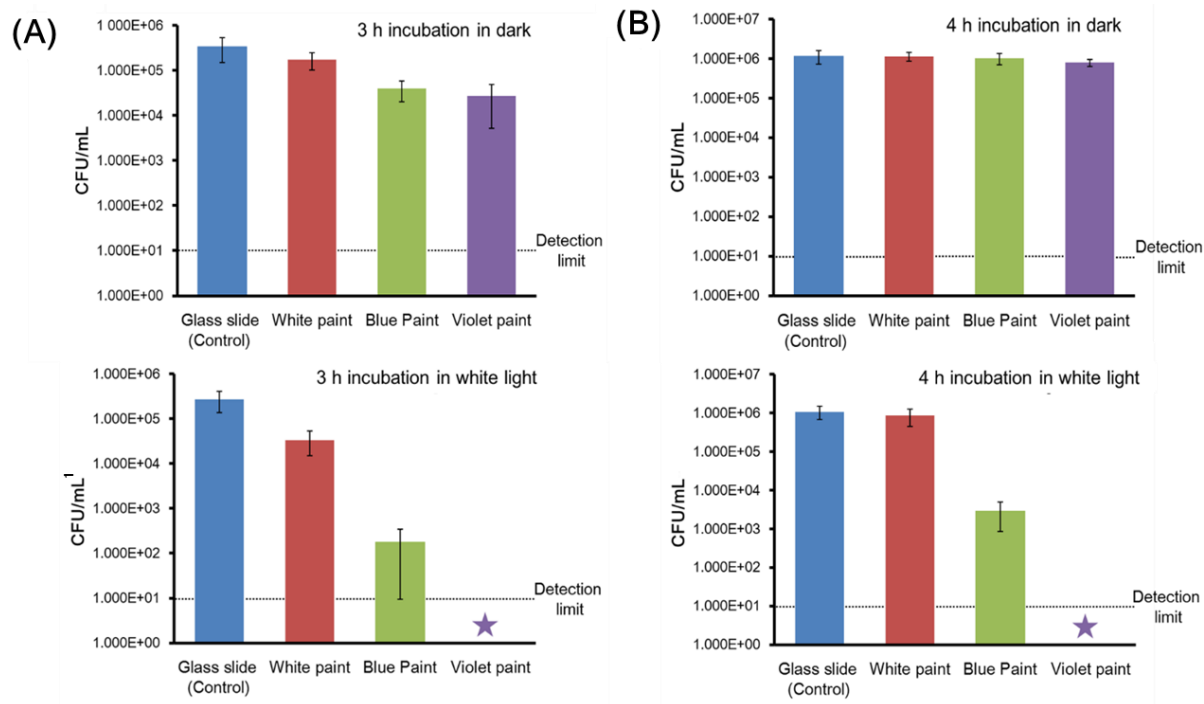 (A)
3 h incubation in dark
CFU/mL
1.000E+06
1.000E+05
1.000E+04
1.000E+03
1.000E+02
1.000E+01
1.000E+00
Detection
limit
Glass slide
(Control)
White paint
Blue Paint
Violet paint
(B)
4 h incubation in dark
CFU/mL
1.000E+07
1.000E+06
1.000E+05
1.000E+04
1.000E+03
1.000E+02
1.000E+01
1.000E+00
Detection
limit
Glass slide
(Control)
White paint
Blue Paint
Violet paint
3 h incubation in white light
CFU/mL¹
1.000E+06
1.000E+05
1.000E+04
1.000E+03
1.000E+02
1.000E+01
1.000E+00
Detection
limit
Glass slide
(Control)
White paint
Blue Paint
Violet paint
4 h incubation in white light
CFU/mL
1.000E+07
1.000E+06
1.000E+05
1.000E+04
1.000E+03
1.000E+02
1.000E+01
1.000E+00
Detection
limit
Glass slide
(Control)
White paint
Blue Paint
Violet paint